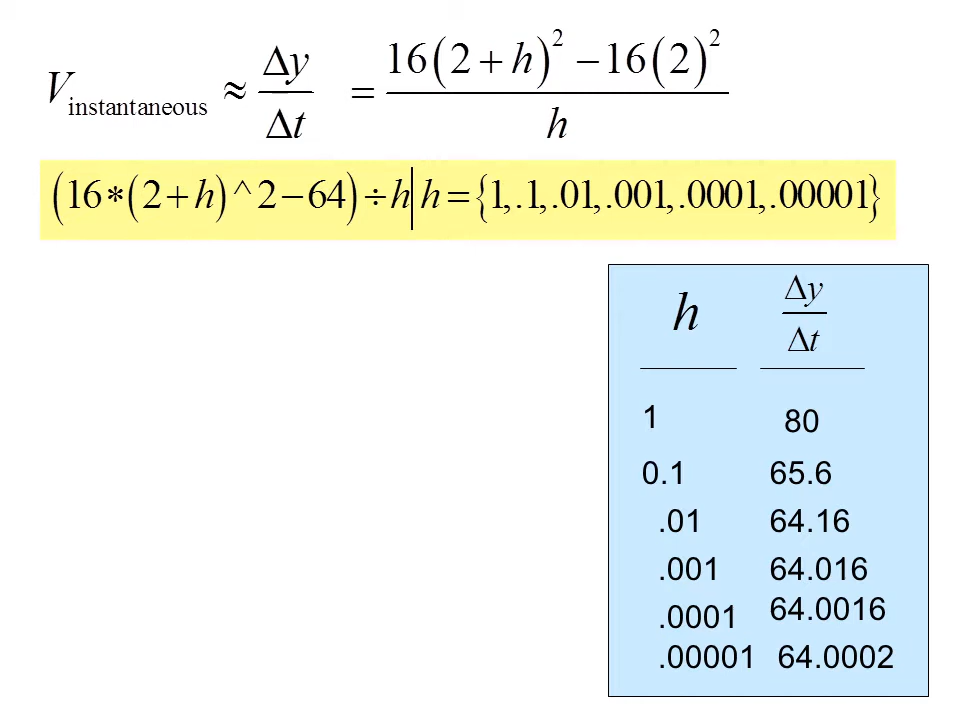 V instantaneous ≈ Δy/Δt = (16(2+h)² − 16(2)²)/h
(16∗(2+h)^2−64)÷h|h={1,.1,.01,.001,.0001,.00001}
h Δy/Δt
1 80
0.1 65.6
.01 64.16
.001 64.016
.0001 64.0016
.00001 64.0002